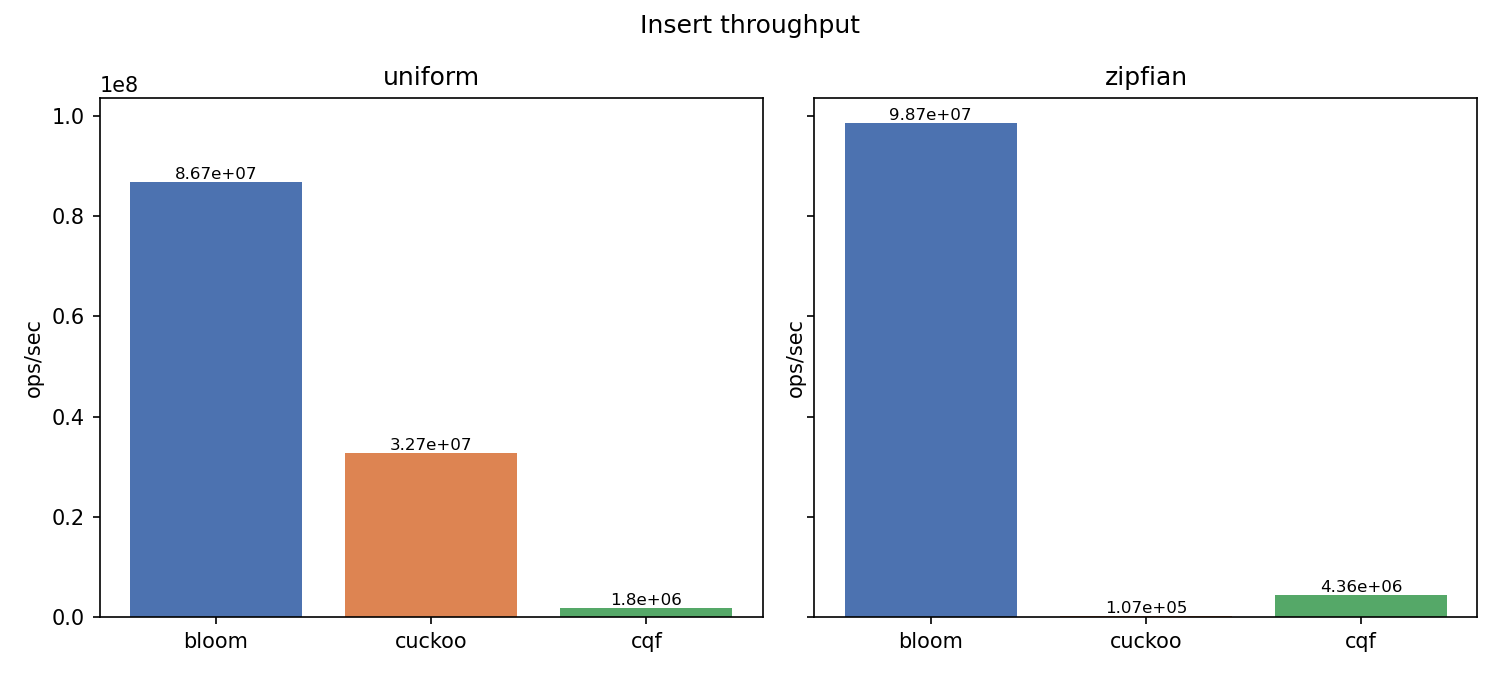 Insert throughput
uniform
1e8
ops/sec
1.0
0.8
0.6
0.4
0.2
0.0
8.67e+07
3.27e+07
1.8e+06
bloom
cuckoo
cqf
zipfian
ops/sec
9.87e+07
1.07e+05
4.36e+06
bloom
cuckoo
cqf